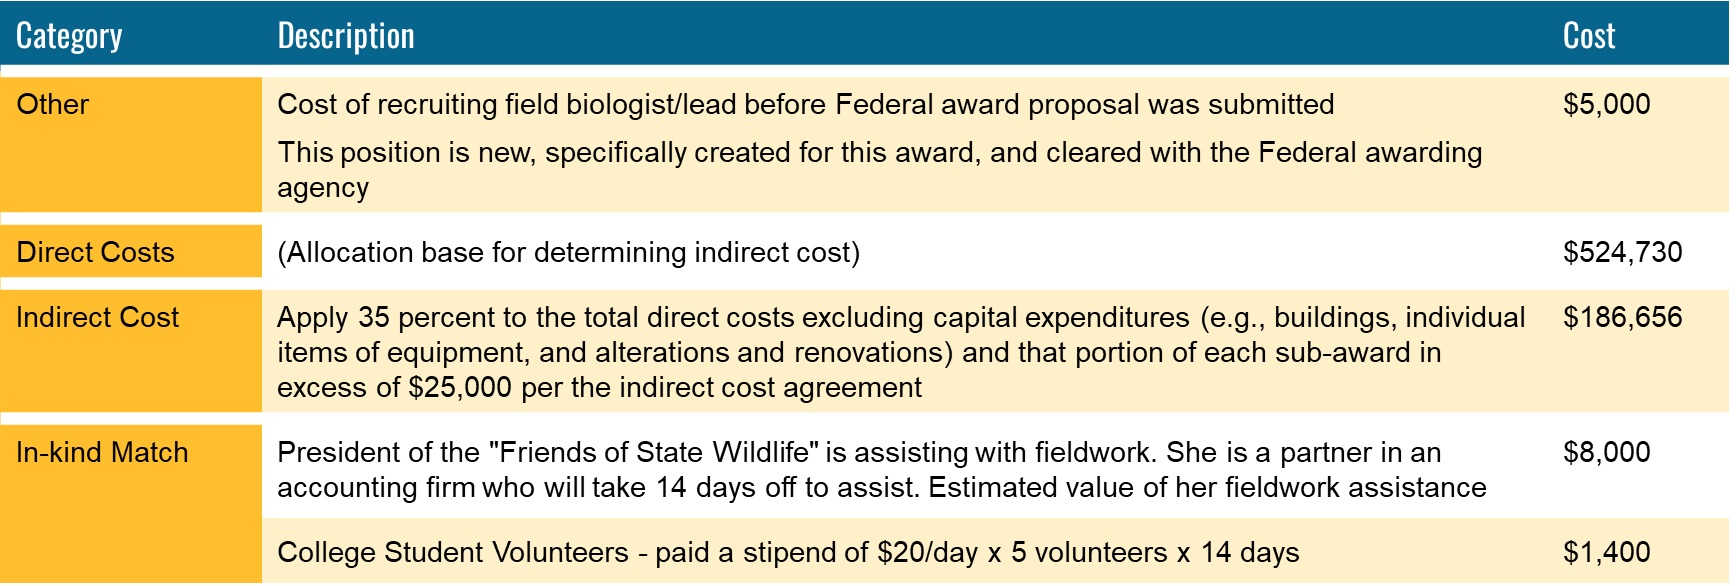 Category Description Cost
Other Cost of recruiting field biologist/lead before Federal award proposal was submitted $5,000
This position is new, specifically created for this award, and cleared with the Federal awarding
agency
Direct Costs (Allocation base for determining indirect cost) $524,730
Indirect Cost Apply 35 percent to the total direct costs excluding capital expenditures (e.g., buildings, individual $186,656
items of equipment, and alterations and renovations) and that portion of each sub-award in
excess of $25,000 per the indirect cost agreement
In-kind Match President of the "Friends of State Wildlife" is assisting with fieldwork. She is a partner in an $8,000
accounting firm who will take 14 days off to assist. Estimated value of her fieldwork assistance
College Student Volunteers - paid a stipend of $20/day x 5 volunteers x 14 days $1,400